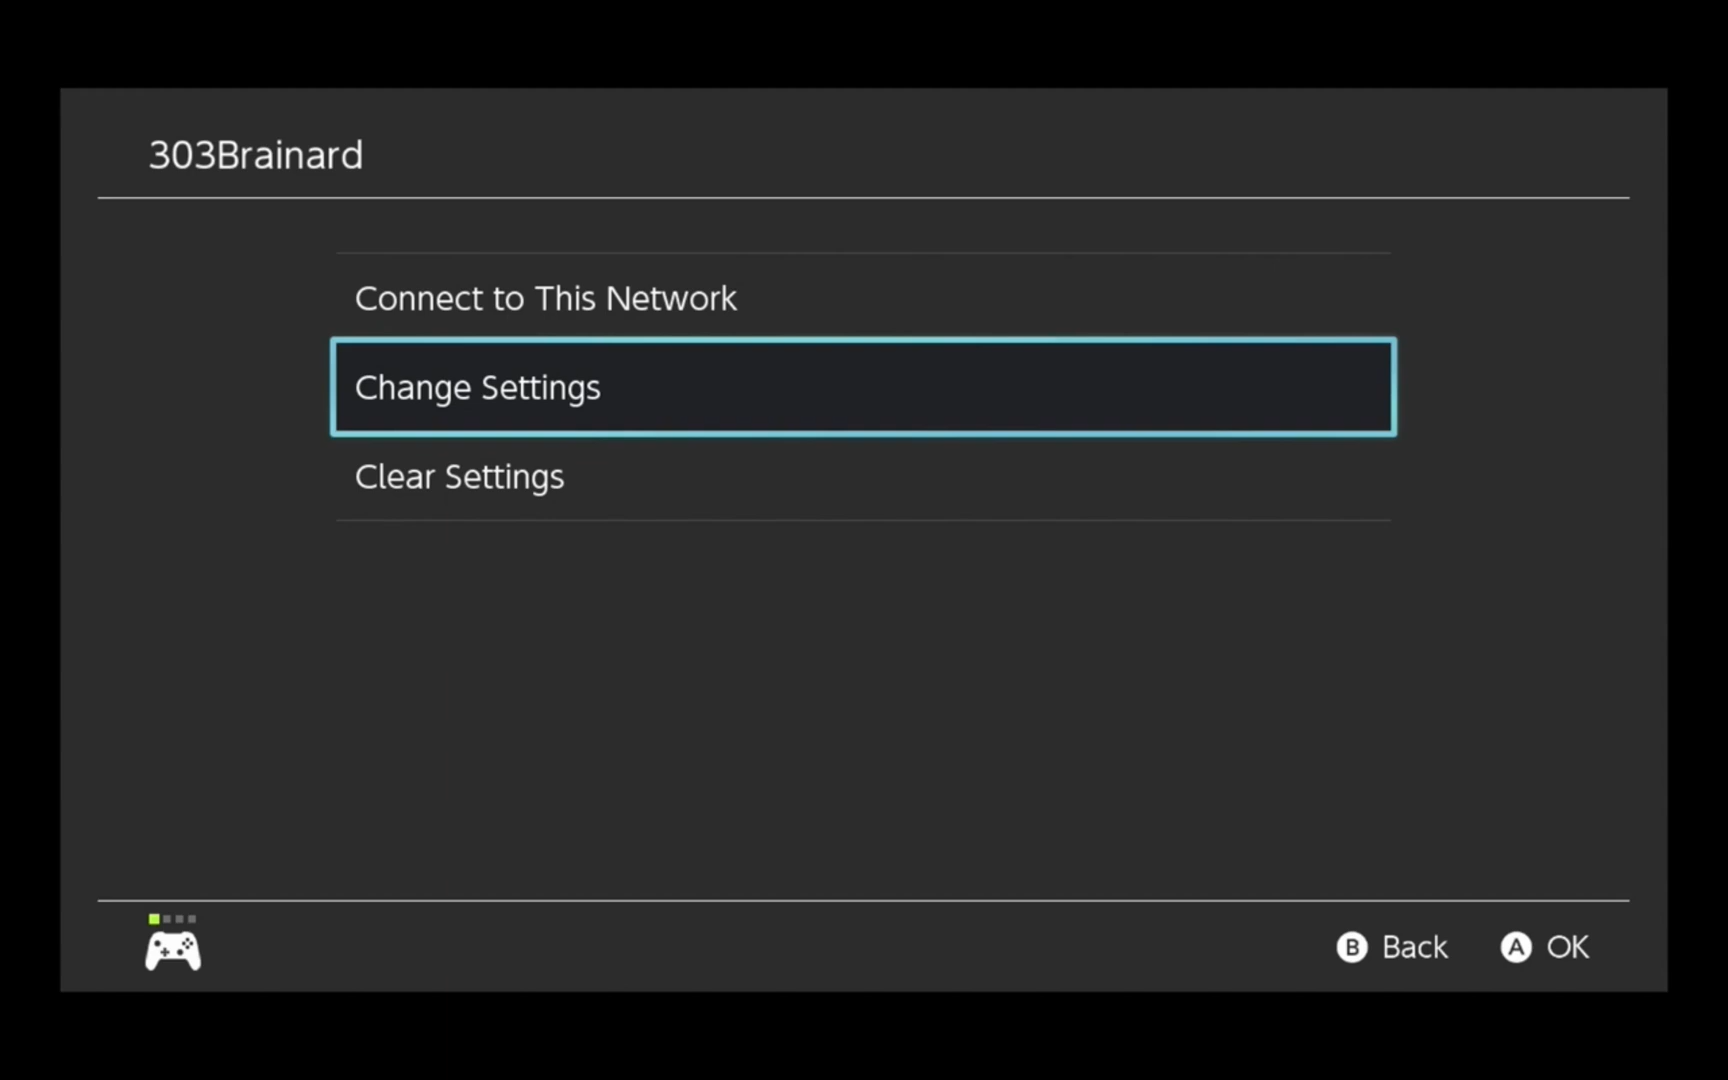 303Brainard
Connect to This Network
Change Settings
Clear Settings
B Back A OK